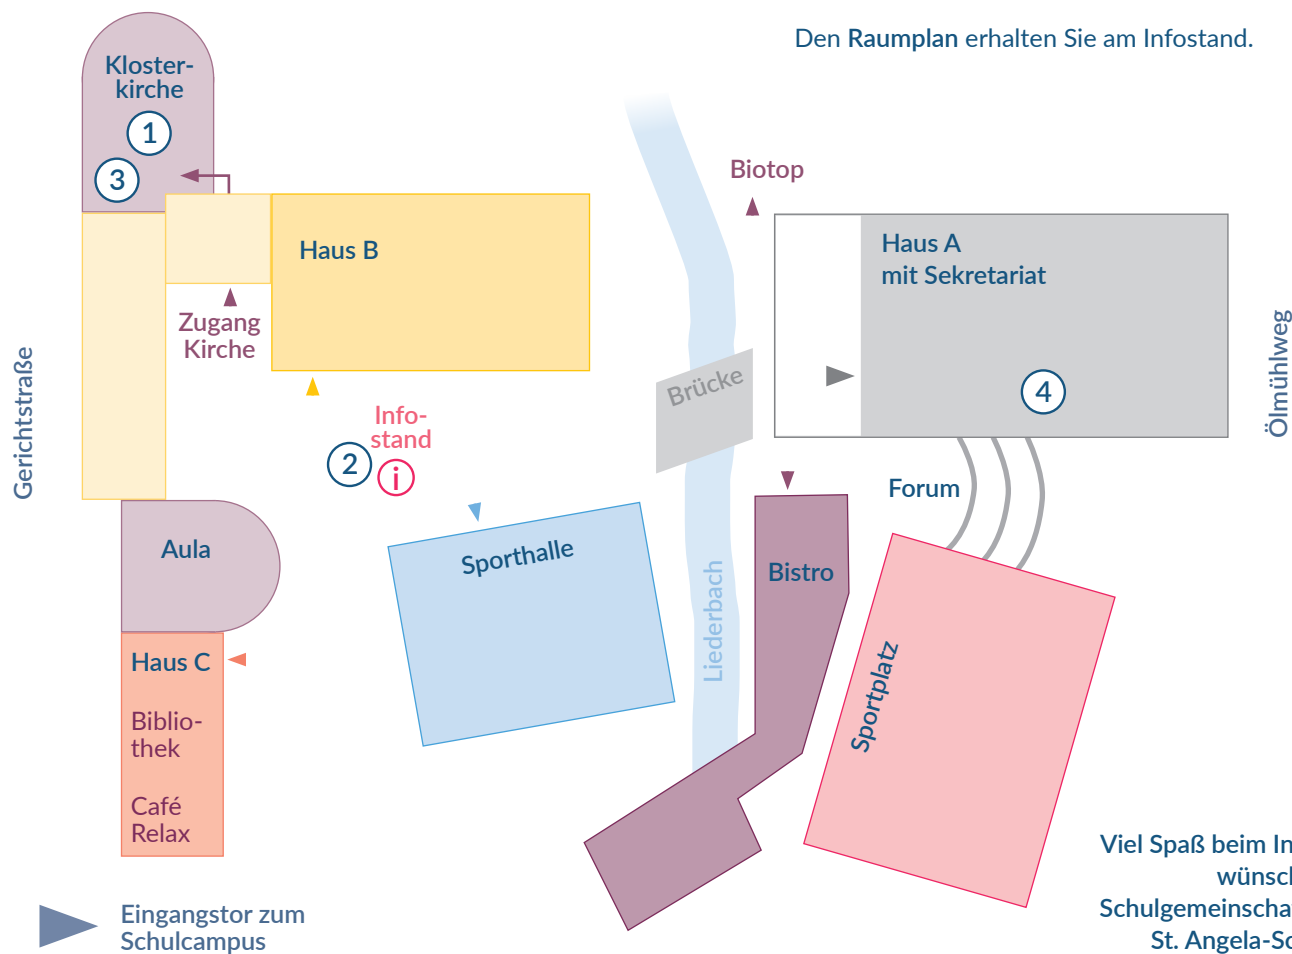 Den Raumplan erhalten Sie am Infostand.
Kloster-
kirche
1
3
Biotop
Haus B
Haus A
mit Sekretariat
Zugang
Kirche
Gerichtstraße
Ölmühlweg
Brücke
4
Info-
stand
2
i
Forum
Aula
Sporthalle
Liederbach
Bistro
Sportplatz
Haus C
Biblio-
thek
Café
Relax
Eingangstor zum
Schulcampus
Viel Spaß beim In
wünsch
Schulgemeinscha
St. Angela-Sc